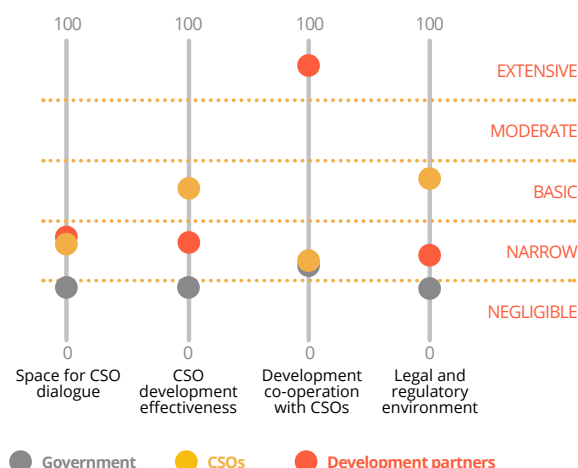 100 100 100 100
EXTENSIVE
MODERATE
BASIC
NARROW
NEGLIGIBLE
0 0 0 0
Space for CSO
dialogue
CSO
development
effectiveness
Development
co-operation
with CSOs
Legal and
regulatory
environment
Government CSOs Development partners